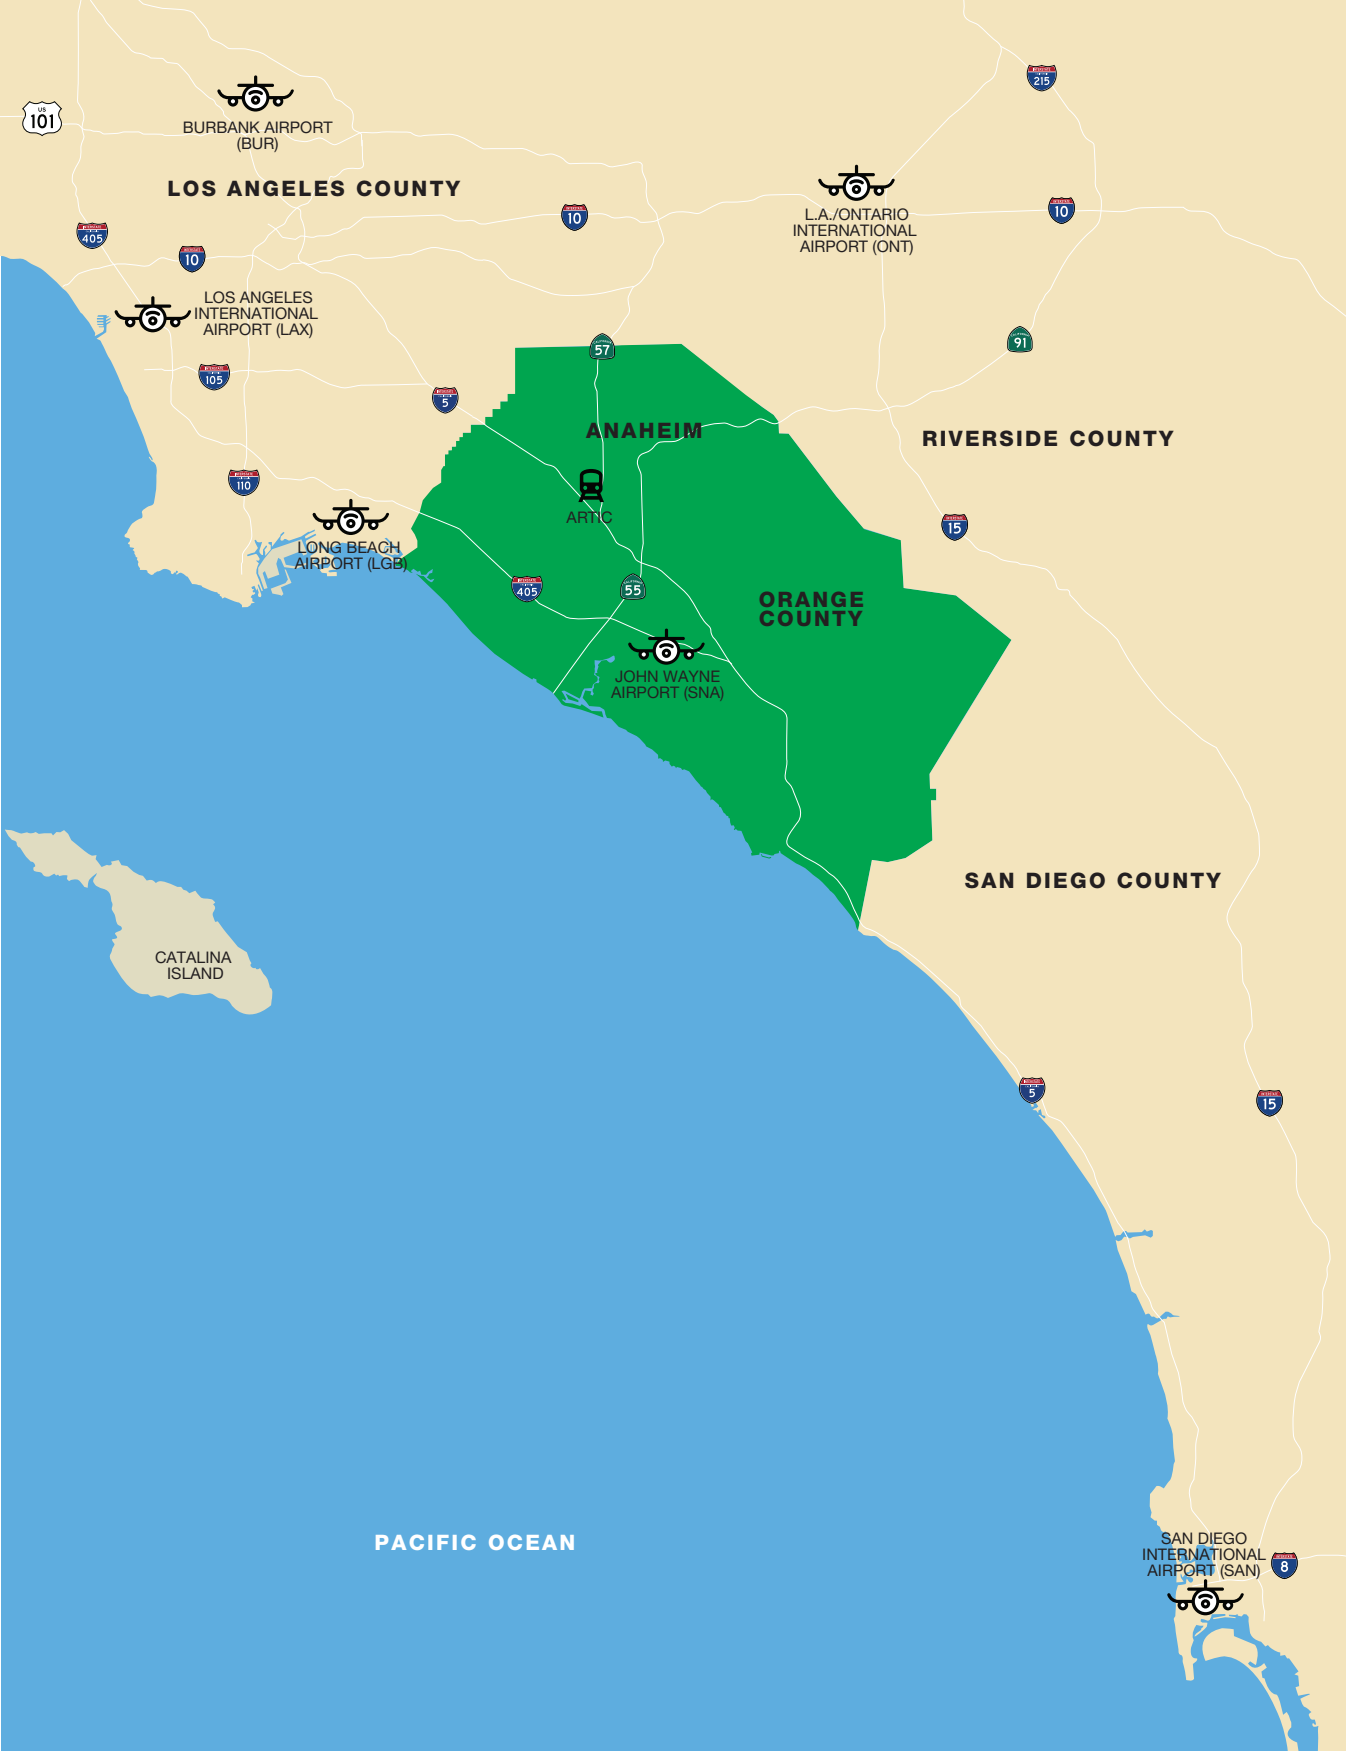 INTERSTATE
215
US
101
BURBANK AIRPORT
(BUR)
LOS ANGELES COUNTY
10
L.A./ONTARIO
INTERNATIONAL
AIRPORT (ONT)
10
405
10
LOS ANGELES
INTERNATIONAL
AIRPORT (LAX)
57
91
105
5
ANAHEIM
RIVERSIDE COUNTY
110
ARTIC
15
LONG BEACH
AIRPORT (LGB)
405
55
ORANGE
COUNTY
JOHN WAYNE
AIRPORT (SNA)
SAN DIEGO COUNTY
CATALINA
ISLAND
5
15
PACIFIC OCEAN
SAN DIEGO
INTERNATIONAL
AIRPORT (SAN)
8